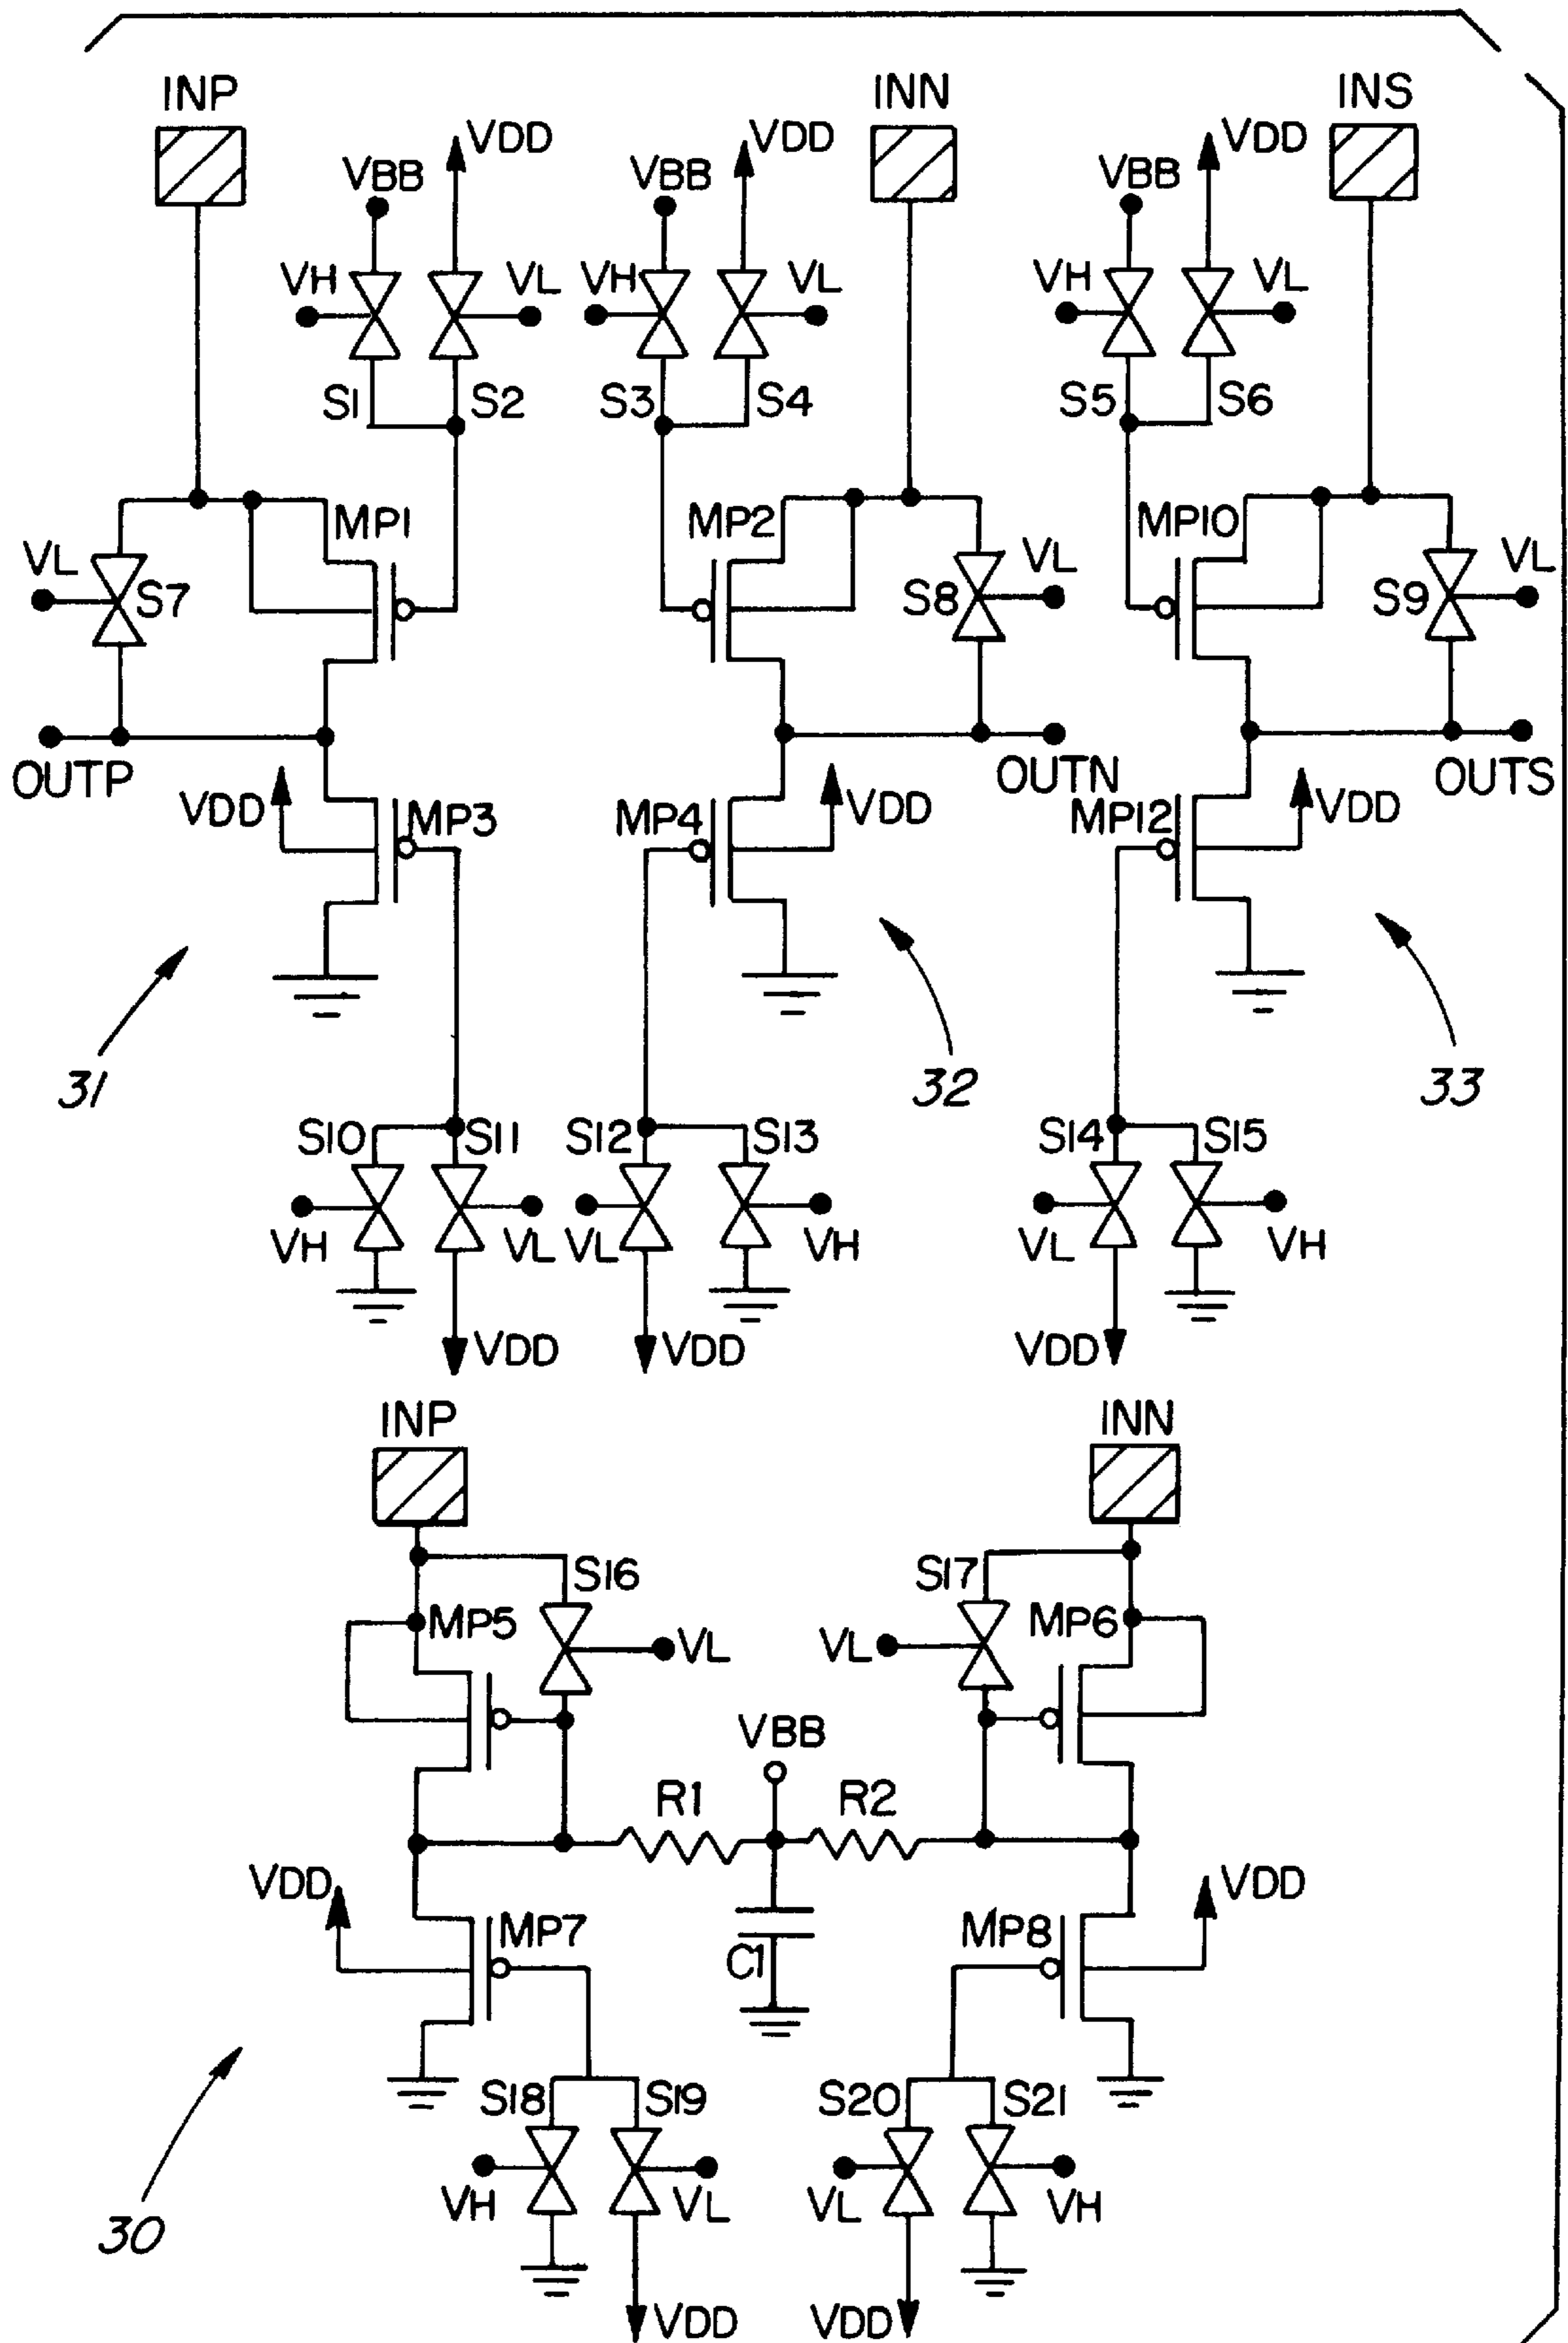 INP INN INS
VBB VDD VBB VDD VBB VDD
VH VL VH VL VH VL
S1 S2 S3 S4 S5 S6
MP1 MP2 MP10
VL S7 S8 VL S9 VL
OUTP OUTN OUTS
VDD MP3 MP4 VDD MP12 VDD
31 32 33
S10 S11 S12 S13 S14 S15
VH VL VL VH VL VH
VDD VDD VDD
INP INN
S16 S17
MP5 VL VL MP6
VBB
R1 R2
VDD VDD
MP7 C1 MP8
S18 S19 S20 S21
VH VL VL VH
30
VDD VDD